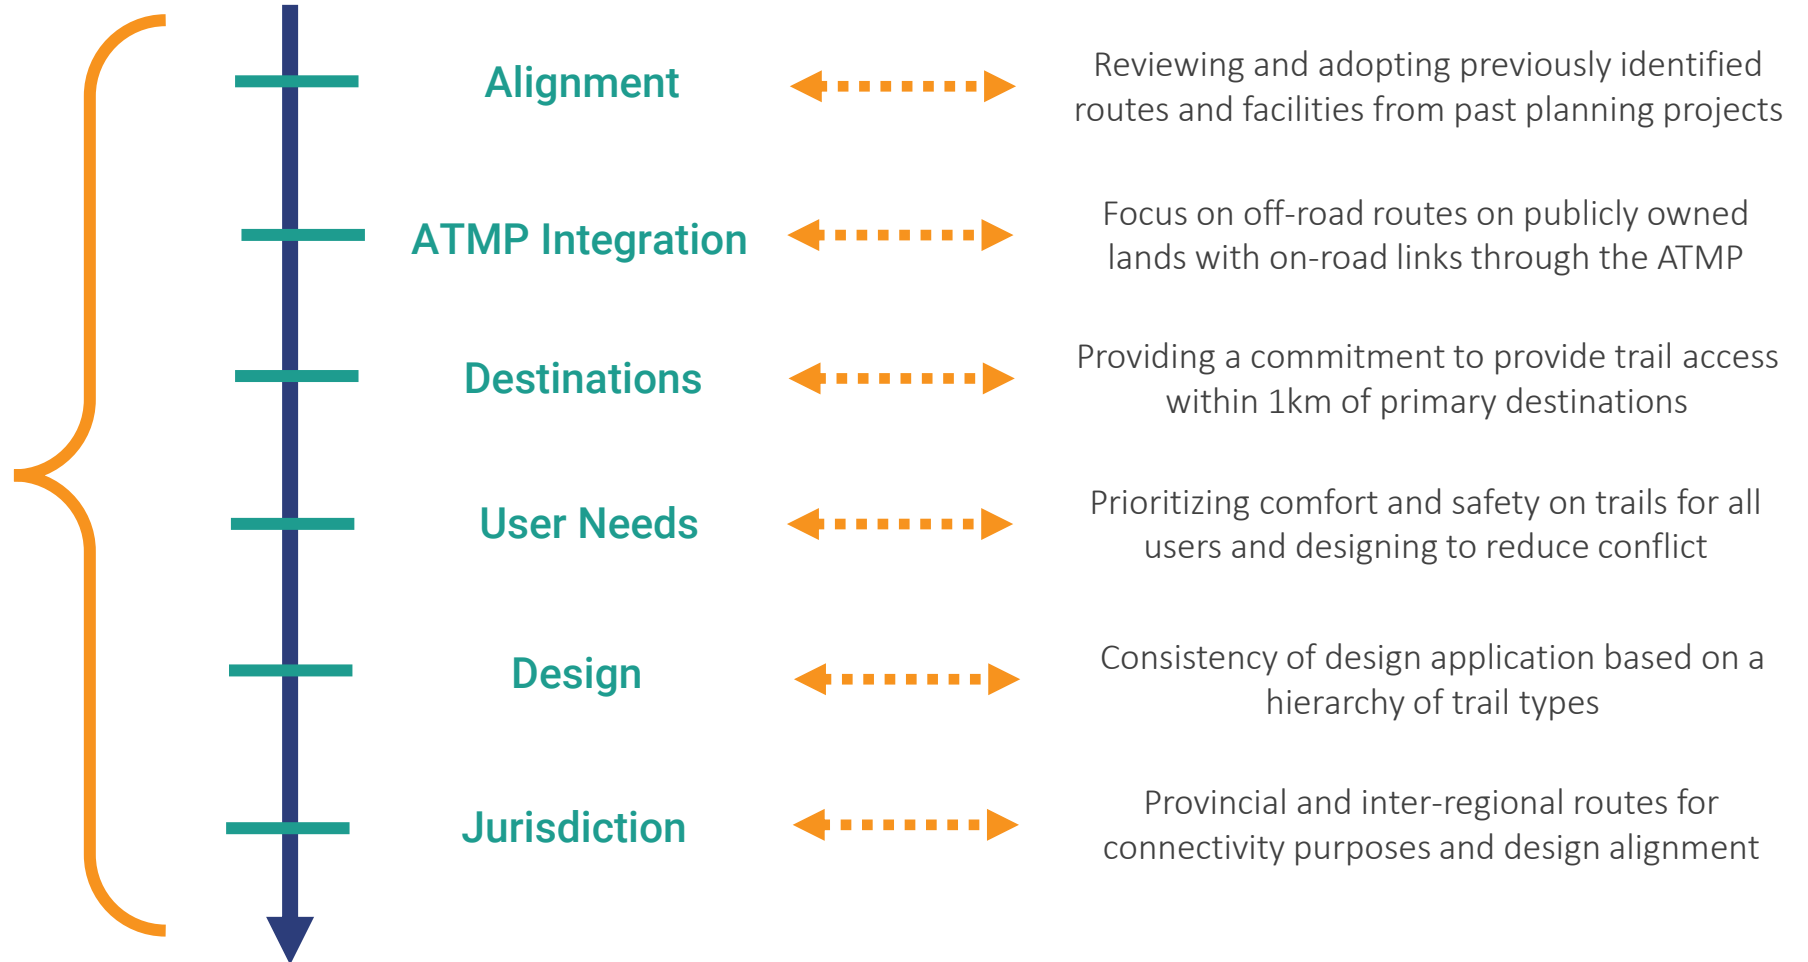 Alignment
Reviewing and adopting previously identified
routes and facilities from past planning projects
ATMP Integration
Focus on off-road routes on publicly owned
lands with on-road links through the ATMP
Destinations
Providing a commitment to provide trail access
within 1km of primary destinations
User Needs
Prioritizing comfort and safety on trails for all
users and designing to reduce conflict
Design
Consistency of design application based on a
hierarchy of trail types
Jurisdiction
Provincial and inter-regional routes for
connectivity purposes and design alignment